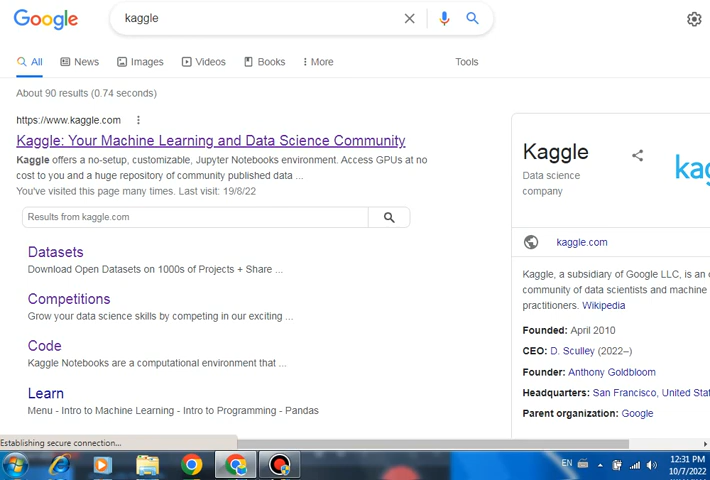 Google
kaggle
All
News
Images
Videos
Books
More
Tools
About 90 results (0.74 seconds)
https://www.kaggle.com
Kaggle: Your Machine Learning and Data Science Community
Kaggle offers a no-setup, customizable, Jupyter Notebooks environment. Access GPUs at no
cost to you and a huge repository of community published data ...
You've visited this page many times. Last visit: 19/8/22
Results from kaggle.com
Datasets
Download Open Datasets on 1000s of Projects + Share ...
Competitions
Grow your data science skills by competing in our exciting ...
Code
Kaggle Notebooks are a computational environment that ...
Learn
Menu - Intro to Machine Learning - Intro to Programming - Pandas
Kaggle
Data science
company
kag
kaggle.com
Kaggle, a subsidiary of Google LLC, is an
community of data scientists and machine
practitioners. Wikipedia
Founded: April 2010
CEO: D. Sculley (2022–)
Founder: Anthony Goldbloom
Headquarters: San Francisco, United Stat
Parent organization: Google
Establishing secure connection...
EN
12:31 PM
10/7/2022